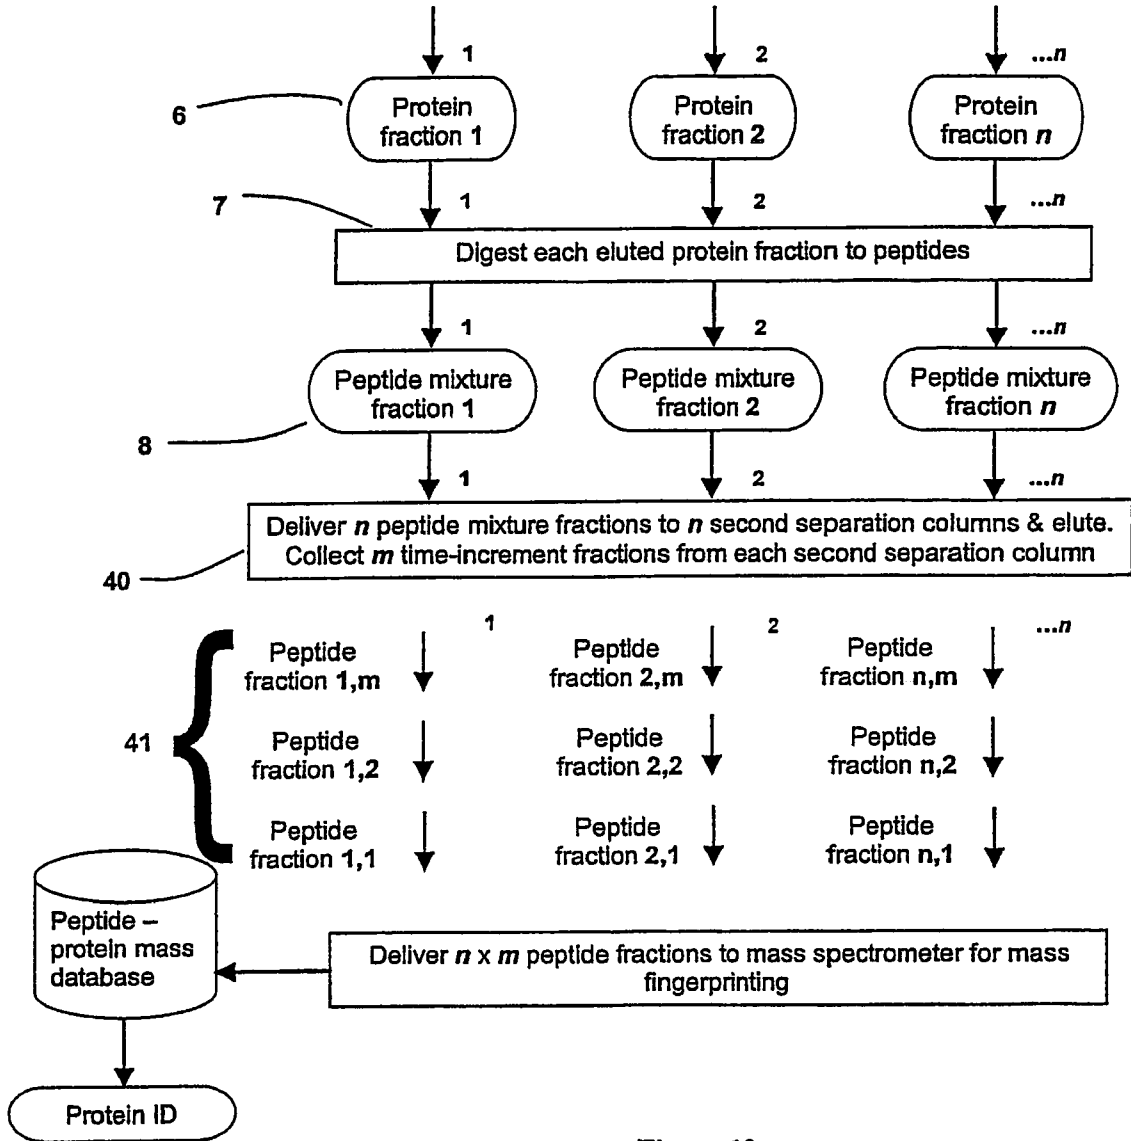 1
2
...n
6
Protein
fraction 1
Protein
fraction 2
Protein
fraction n
7
1
2
...n
Digest each eluted protein fraction to peptides
1
2
...n
Peptide mixture
fraction 1
Peptide mixture
fraction 2
Peptide mixture
fraction n
8
1
2
...n
Deliver n peptide mixture fractions to n second separation columns & elute.
Collect m time-increment fractions from each second separation column
40
1
2
...n
Peptide
fraction 1,m
Peptide
fraction 2,m
Peptide
fraction n,m
41
Peptide
fraction 1,2
Peptide
fraction 2,2
Peptide
fraction n,2
Peptide
fraction 1,1
Peptide
fraction 2,1
Peptide
fraction n,1
Peptide –
protein mass
database
Deliver n x m peptide fractions to mass spectrometer for mass
fingerprinting
Protein ID